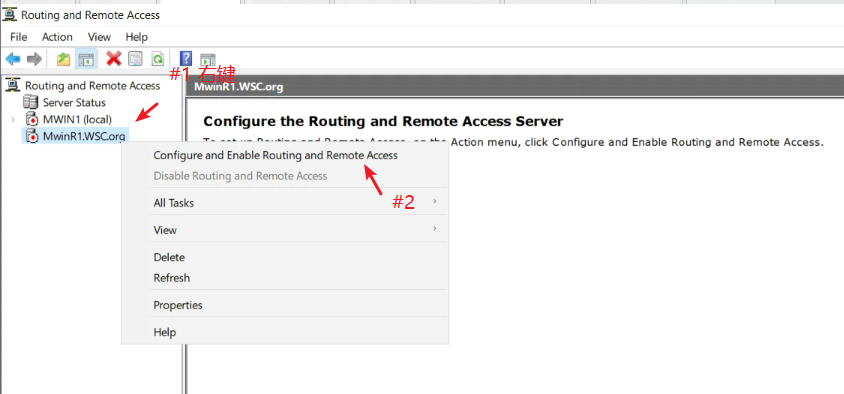 Routing and Remote Access
File Action View Help
#1 右键
Routing and Remote Access
Server Status
MWIN1 (local)
MwinR1.WSC.org
MwinR1.WSC.org
Configure the Routing and Remote Access Server
To set up Routing and Remote Access, on the Action menu, click Configure and Enable Routing and Remote Access.
Configure and Enable Routing and Remote Access
Disable Routing and Remote Access
#2
All Tasks
View
Delete
Refresh
Properties
Help